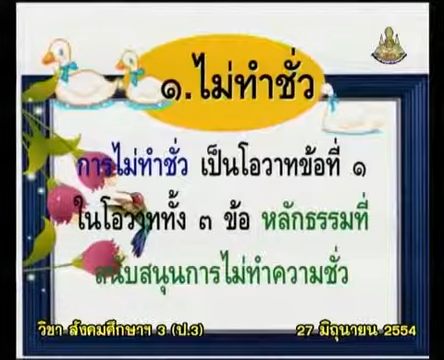 ๑.ไม่ทำชั่ว
การไม่ทำชั่ว เป็นโอวาทข้อที่ ๑
ในโอวาททั้ง ๓ ข้อ หลักธรรมที่
สนับสนุนการไม่ทำความชั่ว
วิชา สังคมศึกษาฯ 3 (ป.3) 27 มิถุนายน 2554